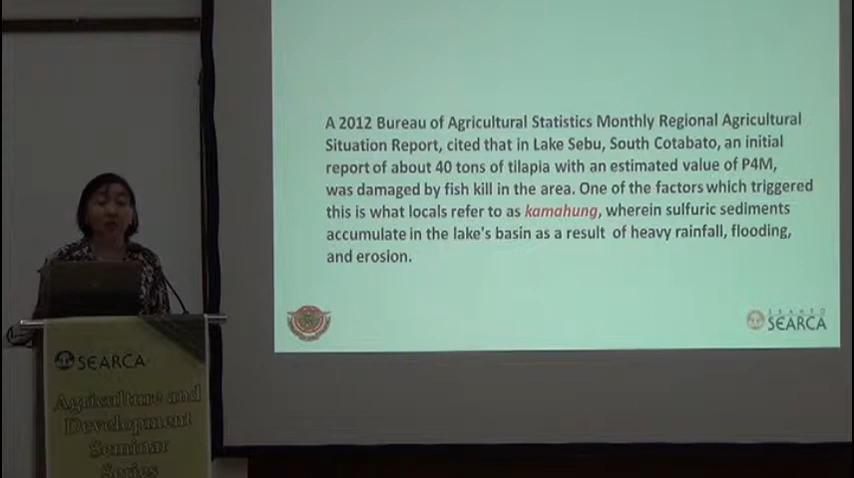 A 2012 Bureau of Agricultural Statistics Monthly Regional Agricultural
Situation Report, cited that in Lake Sebu, South Cotabato, an initial
report of about 40 tons of tilapia with an estimated value of P4M,
was damaged by fish kill in the area. One of the factors which triggered
this is what locals refer to as kamahung, wherein sulfuric sediments
accumulate in the lake's basin as a result of heavy rainfall, flooding,
and erosion.
SEARCA
SEARCA
Agriculture and
Development
Seminar
Series